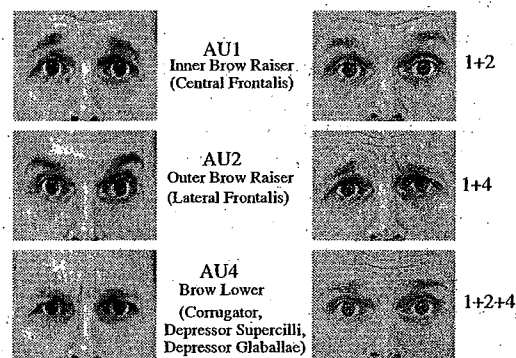 AU1
Inner Brow Raiser
(Central Frontalis)
1+2
AU2
Outer Brow Raiser
(Lateral Frontalis)
1+4
AU4
Brow Lower
(Corrugator,
Depressor Supercilli,
Depressor Glaballae)
1+2+4